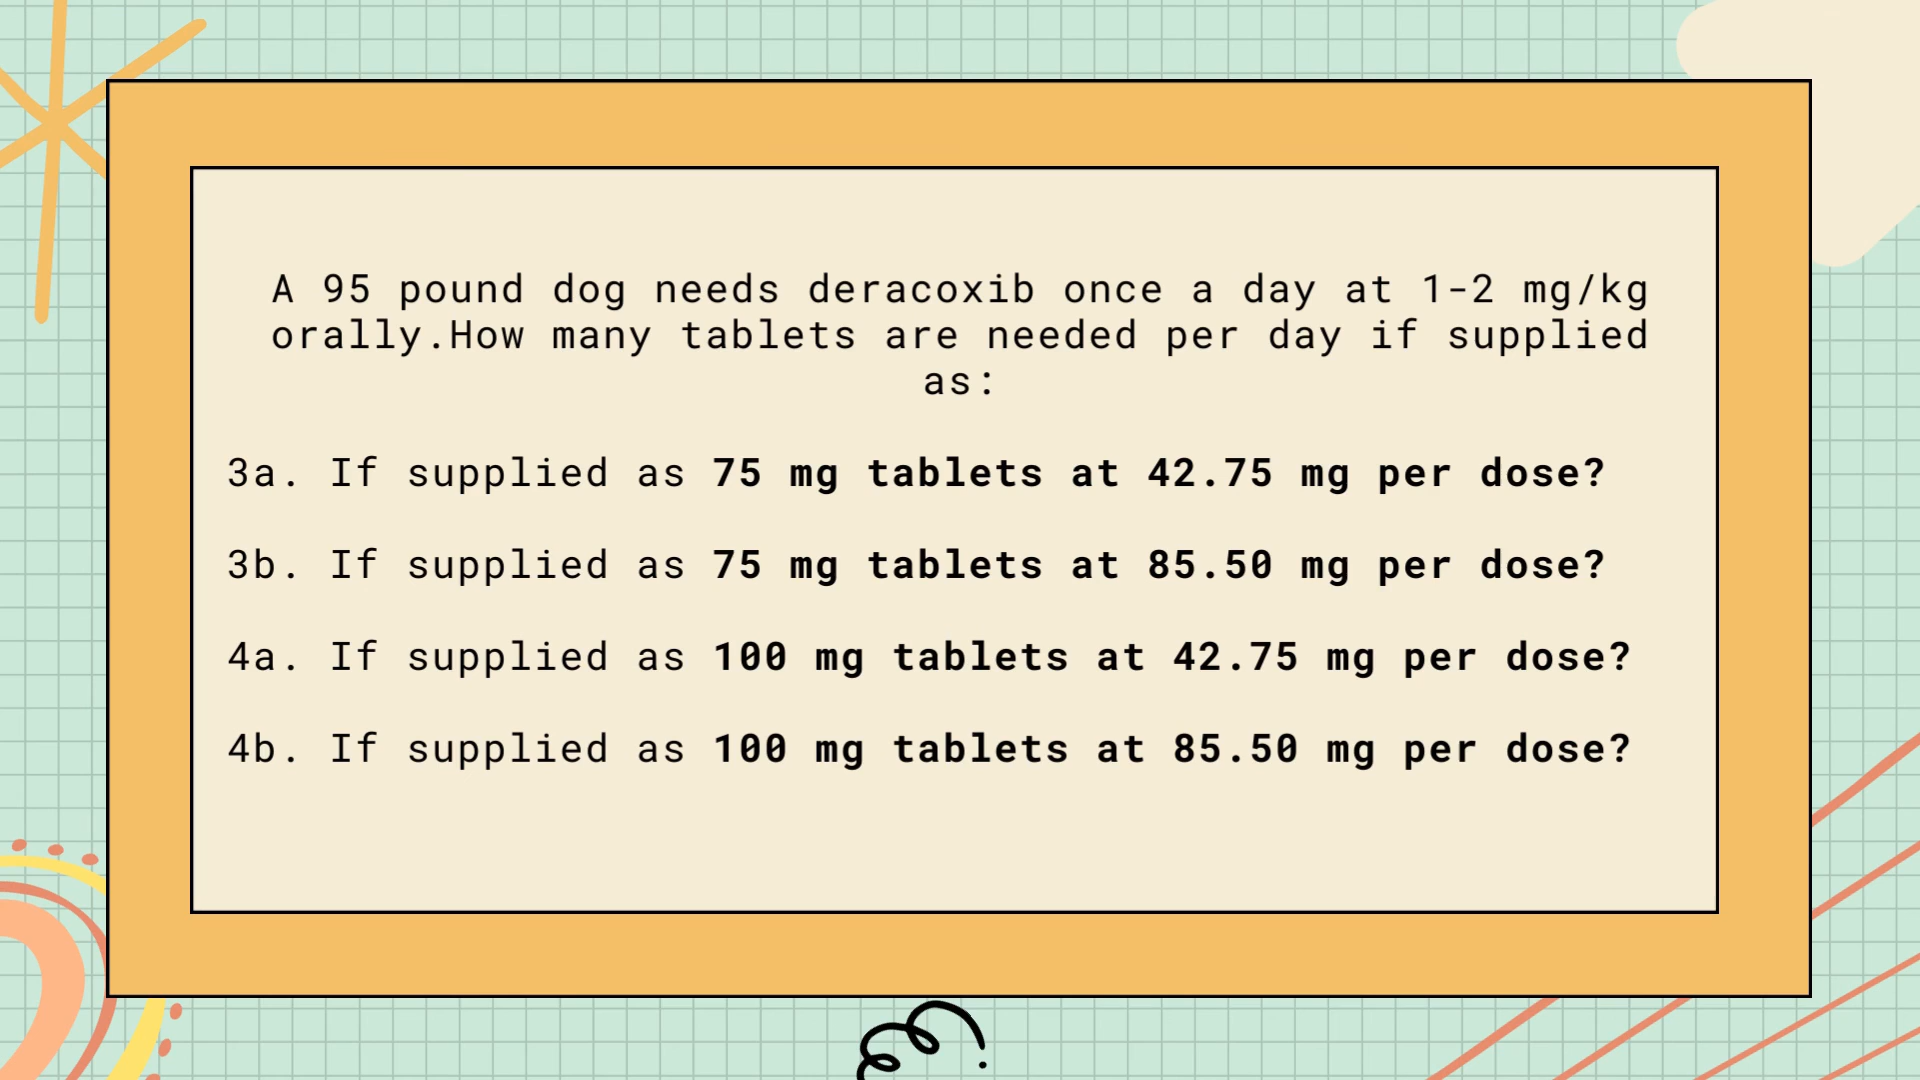 A 95 pound dog needs deracoxib once a day at 1-2 mg/kg
orally.How many tablets are needed per day if supplied
as:
3a. If supplied as 75 mg tablets at 42.75 mg per dose?
3b. If supplied as 75 mg tablets at 85.50 mg per dose?
4a. If supplied as 100 mg tablets at 42.75 mg per dose?
4b. If supplied as 100 mg tablets at 85.50 mg per dose?